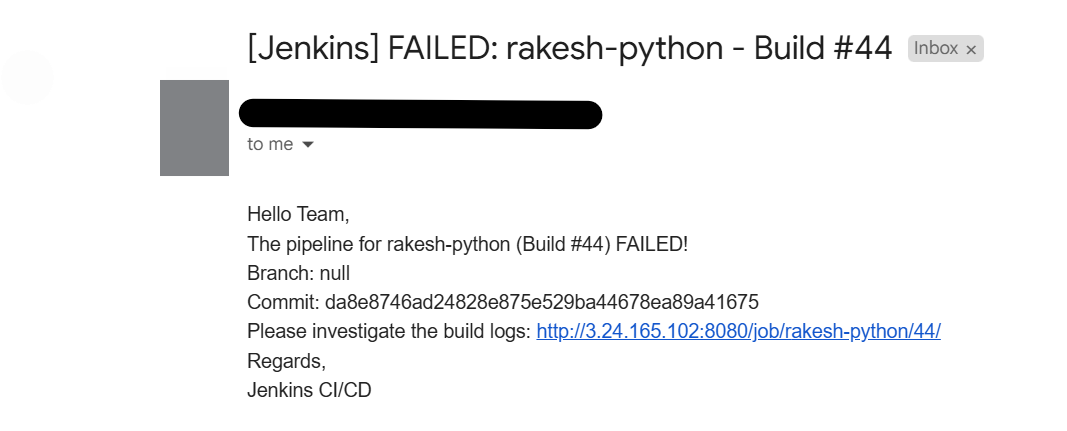 [Jenkins] FAILED: rakesh-python - Build #44 Inbox ×
to me
Hello Team,
The pipeline for rakesh-python (Build #44) FAILED!
Branch: null
Commit: da8e8746ad24828e875e529ba44678ea89a41675
Please investigate the build logs: http://3.24.165.102:8080/job/rakesh-python/44/
Regards,
Jenkins CI/CD